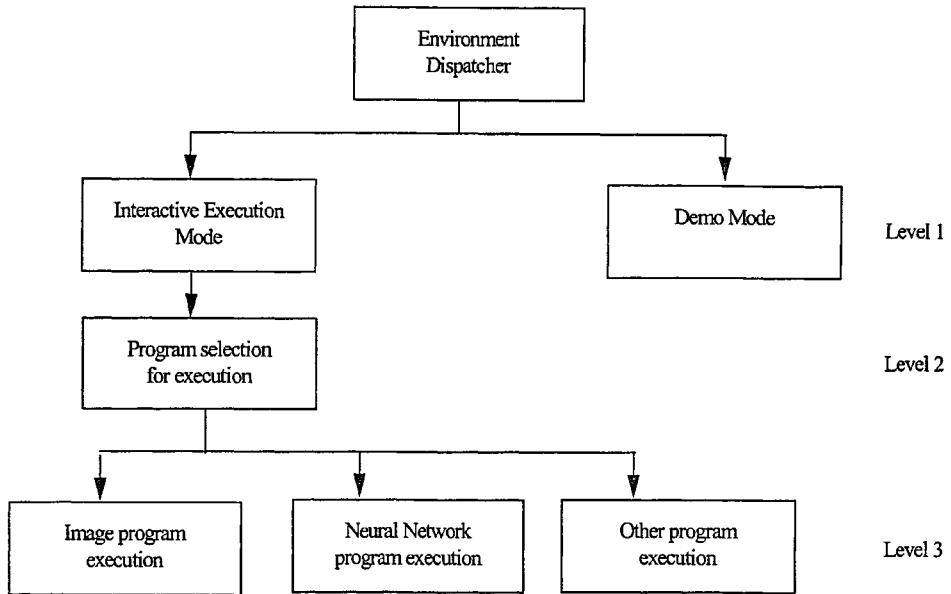 Environment
Dispatcher
Interactive Execution
Mode
Demo Mode
Level 1
Program selection
for execution
Level 2
Image program
execution
Neural Network
program execution
Other program
execution
Level 3